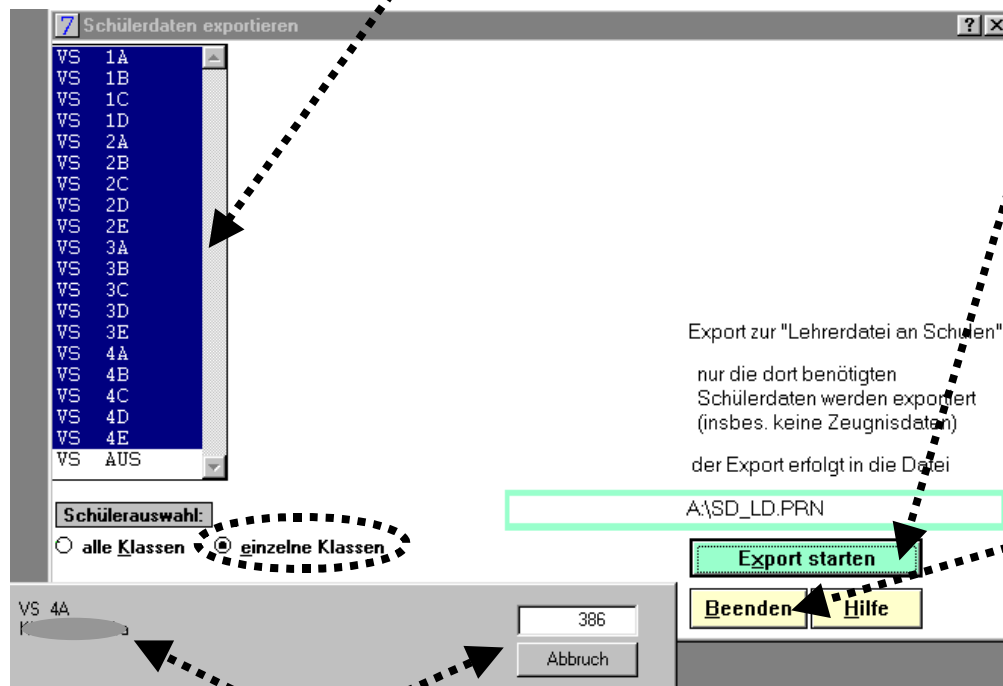 7 Schülerdaten exportieren
VS 1A
VS 1B
VS 1C
VS 1D
VS 2A
VS 2B
VS 2C
VS 2D
VS 2E
VS 3A
VS 3B
VS 3C
VS 3D
VS 3E
VS 4A
VS 4B
VS 4C
VS 4D
VS 4E
VS AUS
Export zur "Lehrerdatei an Schulen"
nur die dort benötigten
Schülerdaten werden exportiert
(insbes. keine Zeugnisdaten)
der Export erfolgt in die Datei
A:\SD_LD.PRN
Schülerauswahl:
alle Klassen einzelne Klassen
Export starten
Beenden Hilfe
VS 4A
386
Abbruch